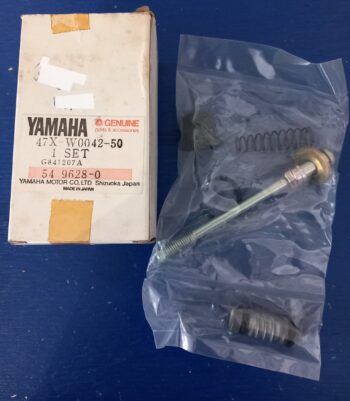 YAMAHA
GENUINE
parts & accessories
47X-W0042-50
1 SET
G841207A
54 9628-0
YAMAHA MOTOR CO., LTD. Shizuoka Japan
MADE IN JAPAN